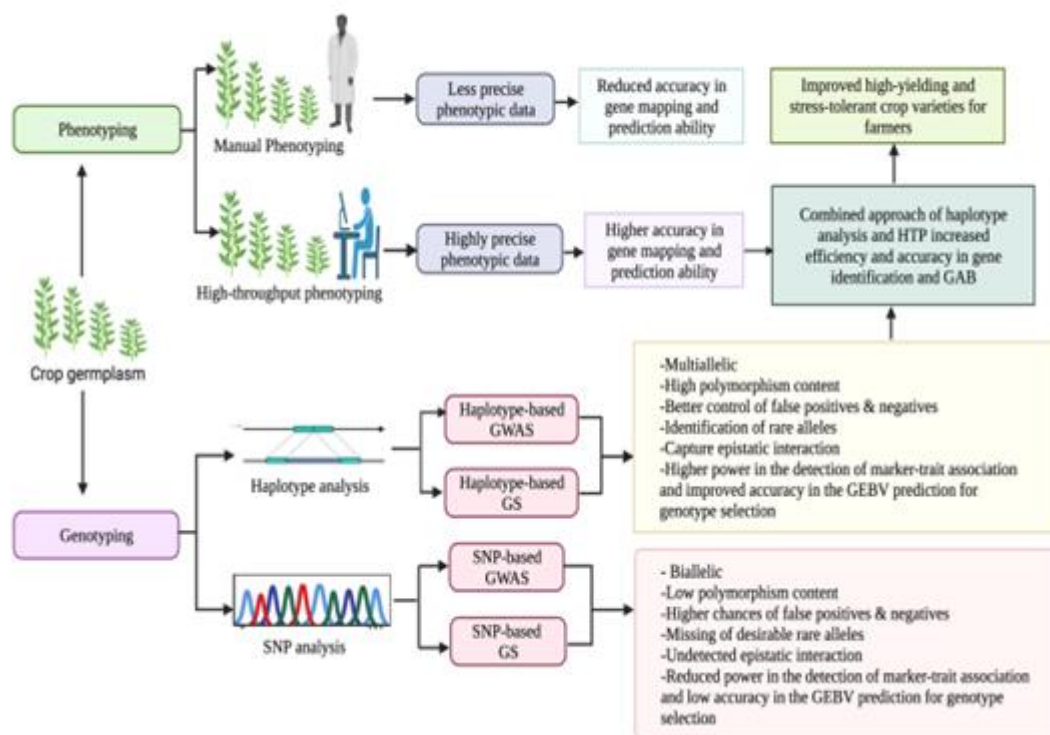 Phenotyping
Manual Phenotyping
Less precise
phenotypic data
Reduced accuracy in
gene mapping and
prediction ability
Improved high-yielding and
stress-tolerant crop varieties for
farmers
High-throughput phenotyping
Highly precise
phenotypic data
Higher accuracy in
gene mapping and
prediction ability
Combined approach of haplotype
analysis and HTP increased
efficiency and accuracy in gene
identification and GAB
Crop germplasm
Genotyping
Haplotype analysis
Haplotype-based
GWAS
Haplotype-based
GS
-Multiallelic
-High polymorphism content
-Better control of false positives & negatives
-Identification of rare alleles
-Capture epistatic interaction
-Higher power in the detection of marker-trait association
and improved accuracy in the GEBV prediction for
genotype selection
SNP analysis
SNP-based
GWAS
SNP-based
GS
- Biallelic
-Low polymorphism content
-Higher chances of false positives & negatives
-Missing of desirable rare alleles
-Undetected epistatic interaction
-Reduced power in the detection of marker-trait association
and low accuracy in the GEBV prediction for genotype
selection